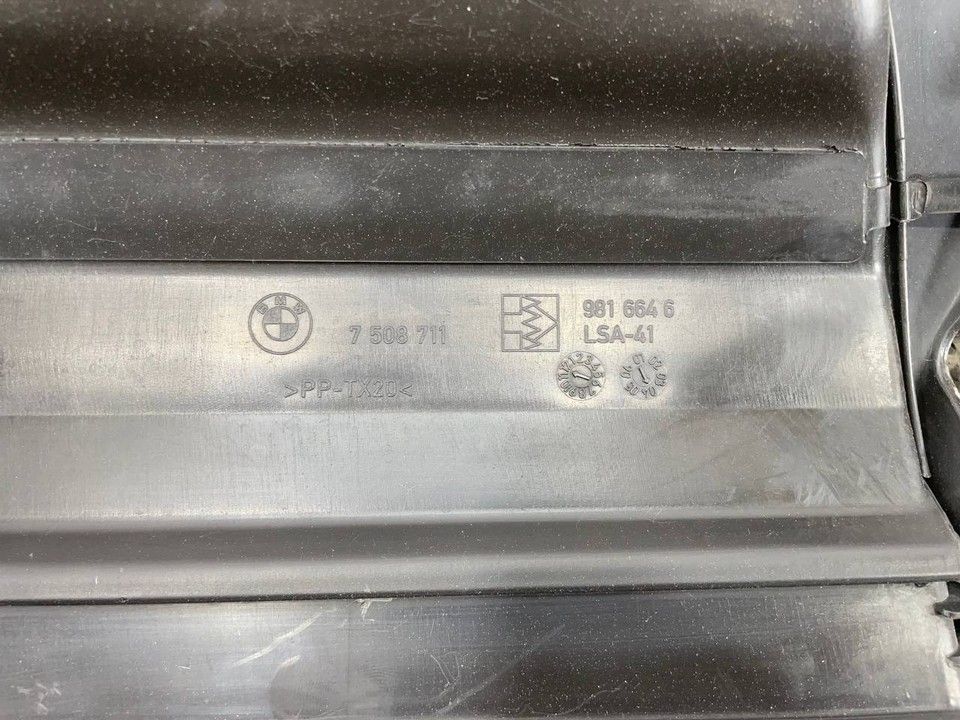 BMW
7 508 711
981 664 6
LSA-41
>PP-TX20<